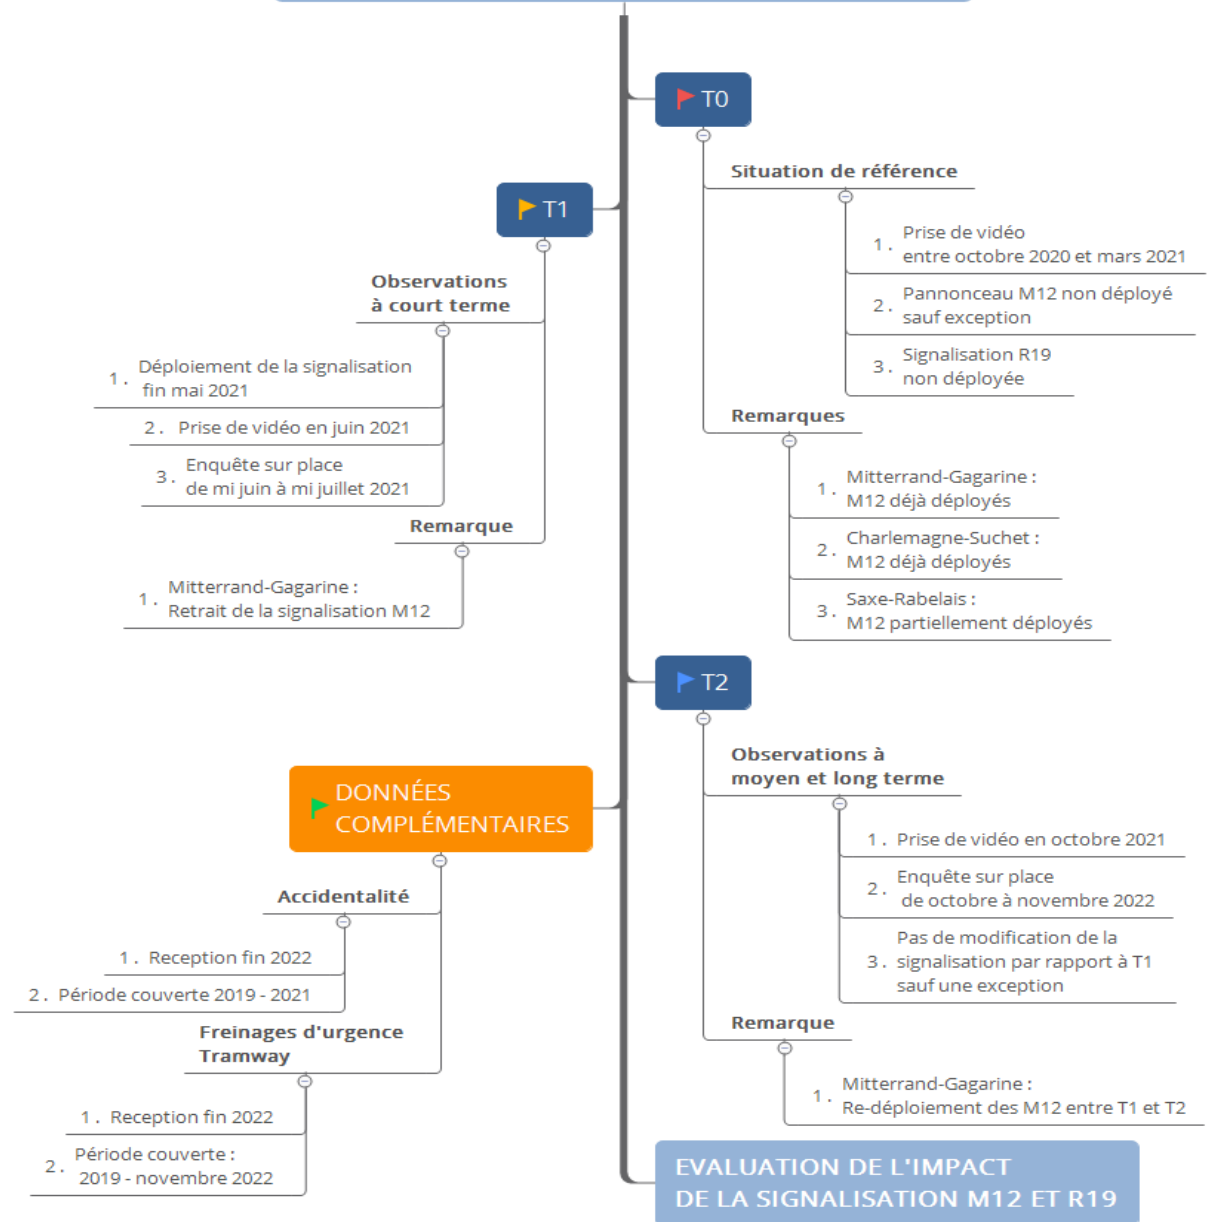 T0
Situation de référence
1. Prise de vidéo
entre octobre 2020 et mars 2021
2. Pannonceau M12 non déployé
sauf exception
3. Signalisation R19
non déployée
Remarques
1. Mitterrand-Gagarine :
M12 déjà déployés
2. Charlemagne-Suchet :
M12 déjà déployés
3. Saxe-Rabelais :
M12 partiellement déployés
T1
Observations
à court terme
1. Déploiement de la signalisation
fin mai 2021
2. Prise de vidéo en juin 2021
3. Enquête sur place
de mi juin à mi juillet 2021
Remarque
1. Mitterrand-Gagarine :
Retrait de la signalisation M12
T2
Observations à
moyen et long terme
1. Prise de vidéo en octobre 2021
2. Enquête sur place
de octobre à novembre 2022
3. Pas de modification de la
signalisation par rapport à T1
sauf une exception
Remarque
1. Mitterrand-Gagarine :
Re-déploiement des M12 entre T1 et T2
DONNÉES
COMPLÉMENTAIRES
Accidentalité
1. Reception fin 2022
2. Période couverte 2019 - 2021
Freinages d'urgence
Tramway
1. Reception fin 2022
2. Période couverte :
2019 - novembre 2022
EVALUATION DE L'IMPACT
DE LA SIGNALISATION M12 ET R19